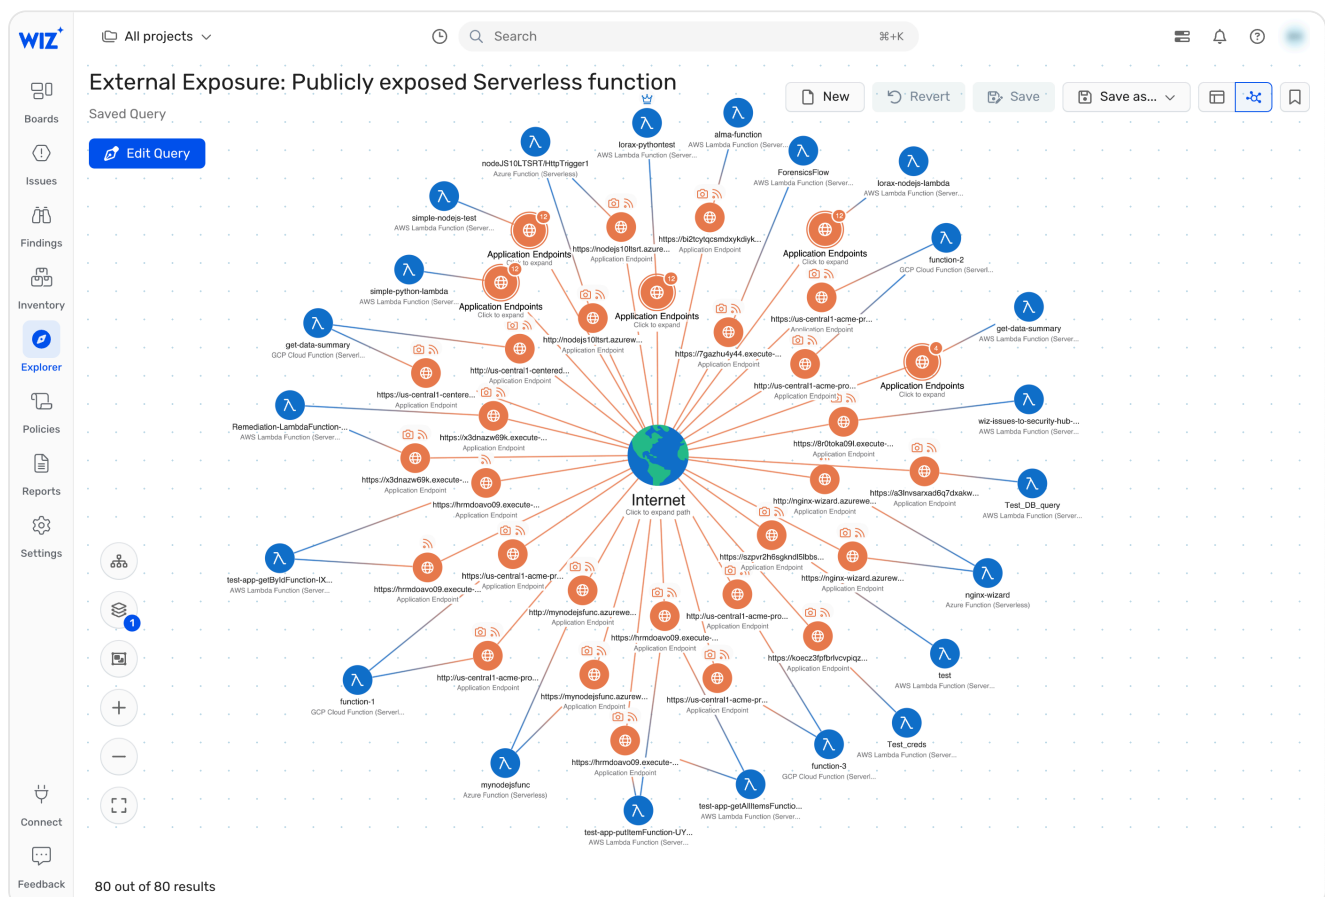 WIZ
All projects
Search
⌘+K
External Exposure: Publicly exposed Serverless function
Saved Query
Edit Query
New
Revert
Save
Save as...
Boards
Issues
Findings
Inventory
Explorer
Policies
Reports
Settings
Connect
Feedback
1
lorax-pythontest
AWS Lambda Function (Server...
alma-function
AWS Lambda Function (Server...
nodeJS10LTSRT/HttpTrigger1
Azure Function (Serverless)
ForensicsFlow
AWS Lambda Function (Server...
lorax-nodejs-lambda
AWS Lambda Function (Server...
simple-nodejs-test
AWS Lambda Function (Server...
12
Application Endpoints
Click to expand
https://nodejs10ltsrt.azure...
Application Endpoint
https://bi2tcytqcsmdxykdiyk...
Application Endpoint
12
Application Endpoints
Click to expand
function-2
GCP Cloud Function (Serverl...
simple-python-lambda
AWS Lambda Function (Server...
12
Application Endpoints
Click to expand
12
Application Endpoints
Click to expand
https://us-central1-acme-pr...
Application Endpoint
get-data-summary
GCP Cloud Function (Serverl...
http://nodejs10ltsrt.azurew...
Application Endpoint
https://7gazhu4y44.execute-...
Application Endpoint
get-data-summary
AWS Lambda Function (Server...
http://us-central1-centered...
Application Endpoint
http://us-central1-acme-pro...
Application Endpoint
4
Application Endpoints
Click to expand
https://us-central1-centere...
Application Endpoint
Remediation-LambdaFunction-...
AWS Lambda Function (Server...
https://x3dnazw69k.execute-...
Application Endpoint
https://8r0toka09l.execute-...
Application Endpoint
wiz-issues-to-security-hub-...
AWS Lambda Function (Server...
https://x3dnazw69k.execute-...
Application Endpoint
https://hrmdoavo09.execute-...
Application Endpoint
Internet
Click to expand path
http://nginx-wizard.azurewe...
Application Endpoint
https://a3lnvsarxad6q7dxakw...
Application Endpoint
Test_DB_query
AWS Lambda Function (Server...
test-app-getByIdFunction-IX...
AWS Lambda Function (Server...
https://hrmdoavo09.execute-...
Application Endpoint
https://us-central1-acme-pr...
Application Endpoint
https://szpvr2h6sgkndl5lbbs...
Application Endpoint
https://nginx-wizard.azurew...
Application Endpoint
nginx-wizard
Azure Function (Serverless)
http://mynodejsfunc.azurewe...
Application Endpoint
https://hrmdoavo09.execute-...
Application Endpoint
http://us-central1-acme-pro...
Application Endpoint
https://koecz3fpfbrlvcvpiqz...
Application Endpoint
test
AWS Lambda Function (Server...
http://us-central1-acme-pro...
Application Endpoint
function-1
GCP Cloud Function (Serverl...
https://mynodejsfunc.azurew...
Application Endpoint
https://us-central1-acme-pr...
Application Endpoint
Test_creds
AWS Lambda Function (Server...
https://hrmdoavo09.execute-...
Application Endpoint
function-3
GCP Cloud Function (Serverl...
mynodejsfunc
Azure Function (Serverless)
test-app-getAllItemsFunctio...
AWS Lambda Function (Server...
test-app-putItemFunction-UY...
AWS Lambda Function (Server...
80 out of 80 results